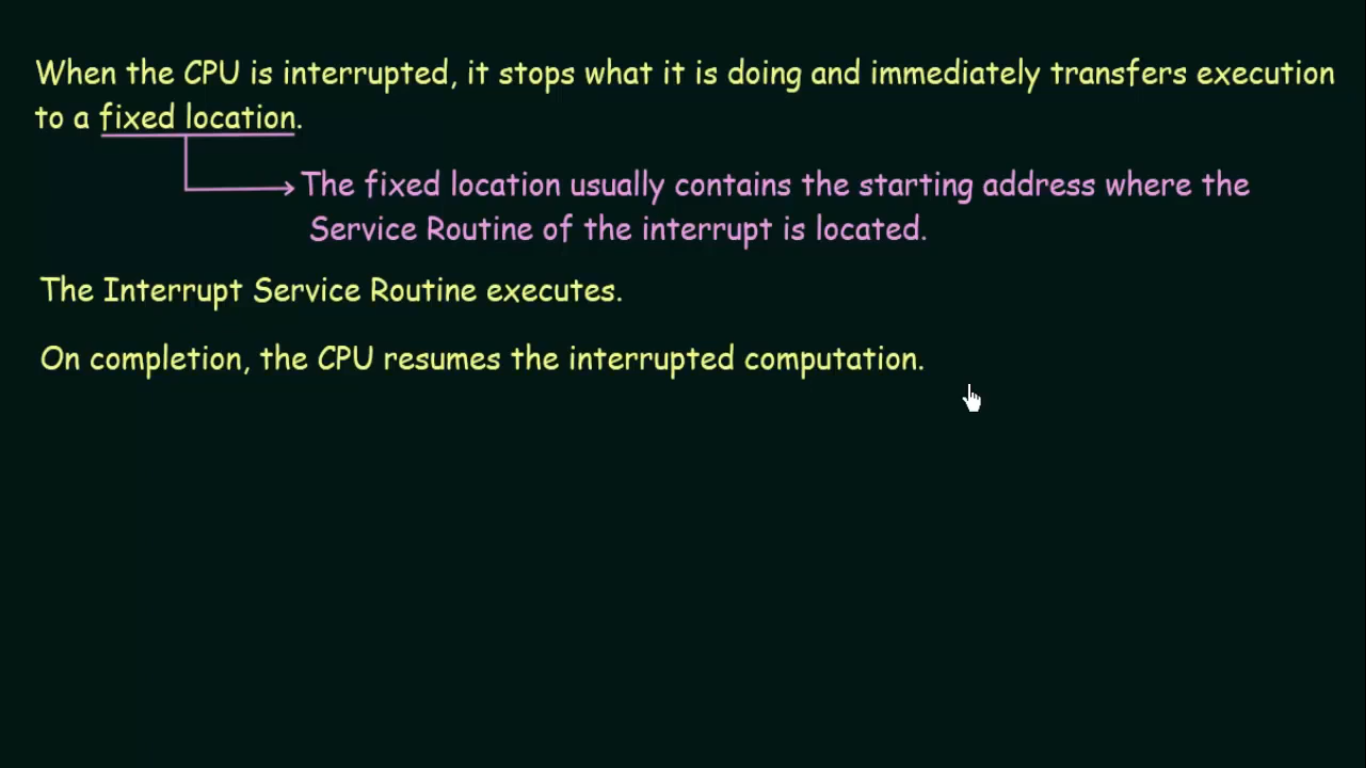 When the CPU is interrupted, it stops what it is doing and immediately transfers execution
to a fixed location.
The fixed location usually contains the starting address where the
Service Routine of the interrupt is located.
The Interrupt Service Routine executes.
On completion, the CPU resumes the interrupted computation.